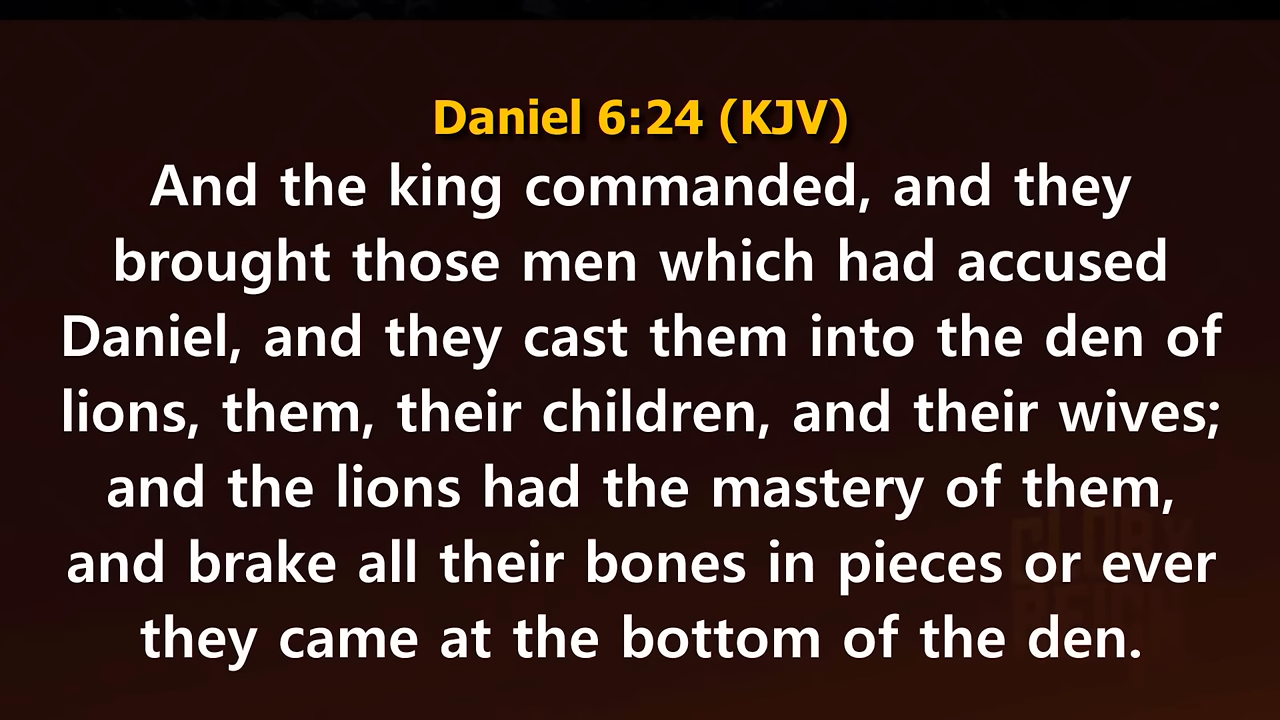 Daniel 6:24 (KJV)
And the king commanded, and they
brought those men which had accused
Daniel, and they cast them into the den of
lions, them, their children, and their wives;
and the lions had the mastery of them,
and brake all their bones in pieces or ever
they came at the bottom of the den.
GLORY
REIGN